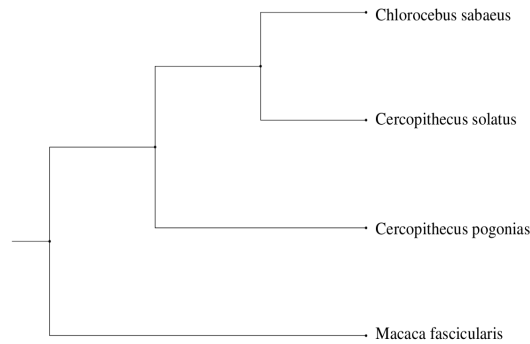 Chlorocebus sabaeus
Cercopithecus solatus
Cercopithecus pogonias
Macaca fascicularis